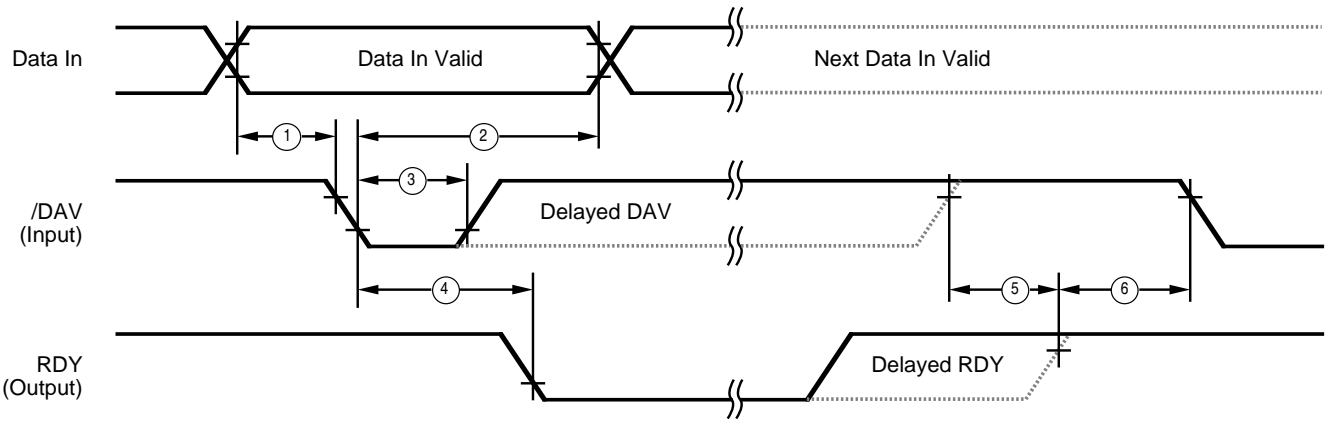 Data In
Data In Valid
Next Data In Valid
1
2
3
/DAV
(Input)
Delayed DAV
4
5
6
RDY
(Output)
Delayed RDY